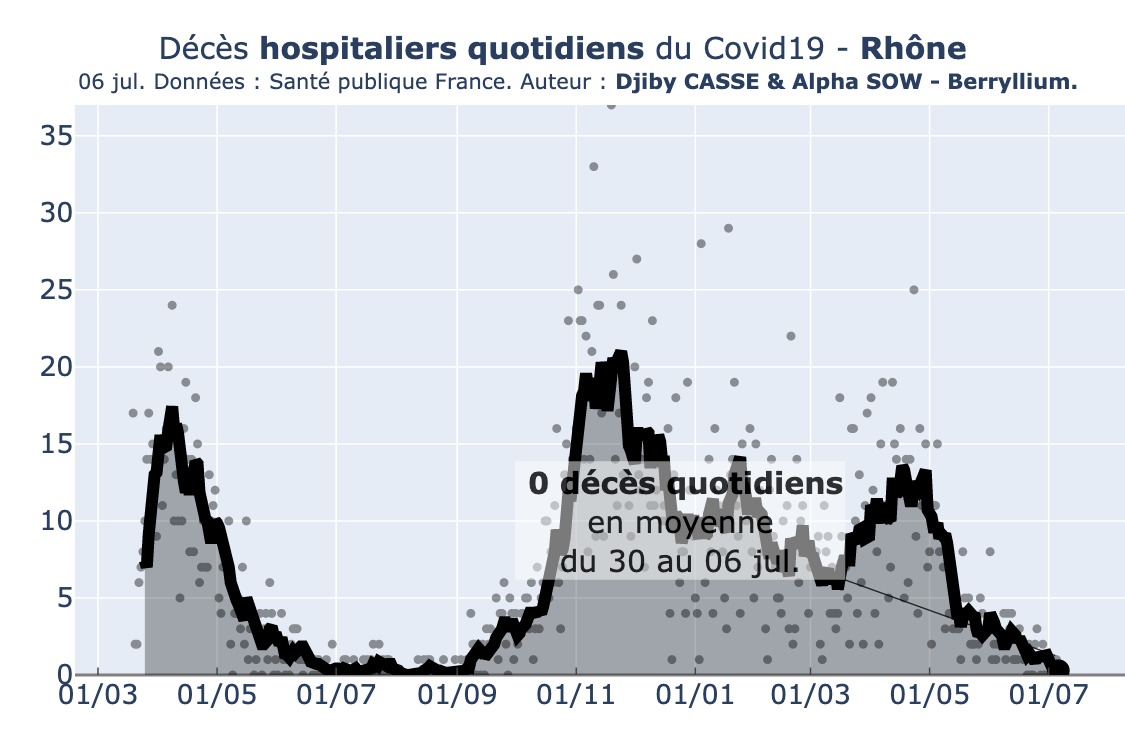 Décès hospitaliers quotidiens du Covid19 - Rhône
06 jul. Données : Santé publique France. Auteur : Djiby CASSE & Alpha SOW - Berryllium.
35
30
25
20
15
10
5
0
0 décès quotidiens
en moyenne
du 30 au 06 jul.
01/03 01/05 01/07 01/09 01/11 01/01 01/03 01/05 01/07